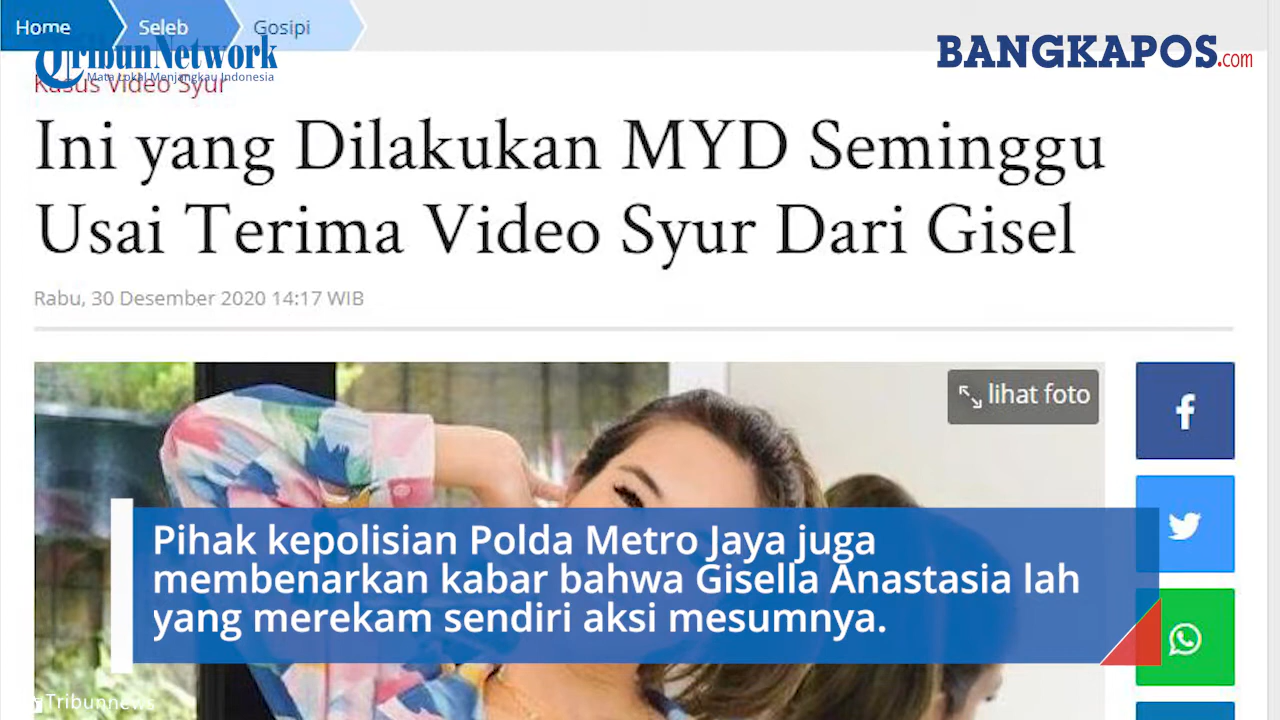 Home Seleb Gosipi
TribunNetwork
Mata Lokal Menjangkau Indonesia
BANGKAPOS.com
Kasus Video Syur
Ini yang Dilakukan MYD Seminggu
Usai Terima Video Syur Dari Gisel
Rabu, 30 Desember 2020 14:17 WIB
lihat foto
Pihak kepolisian Polda Metro Jaya juga
membenarkan kabar bahwa Gisella Anastasia lah
yang merekam sendiri aksi mesumnya.
Tribunnews